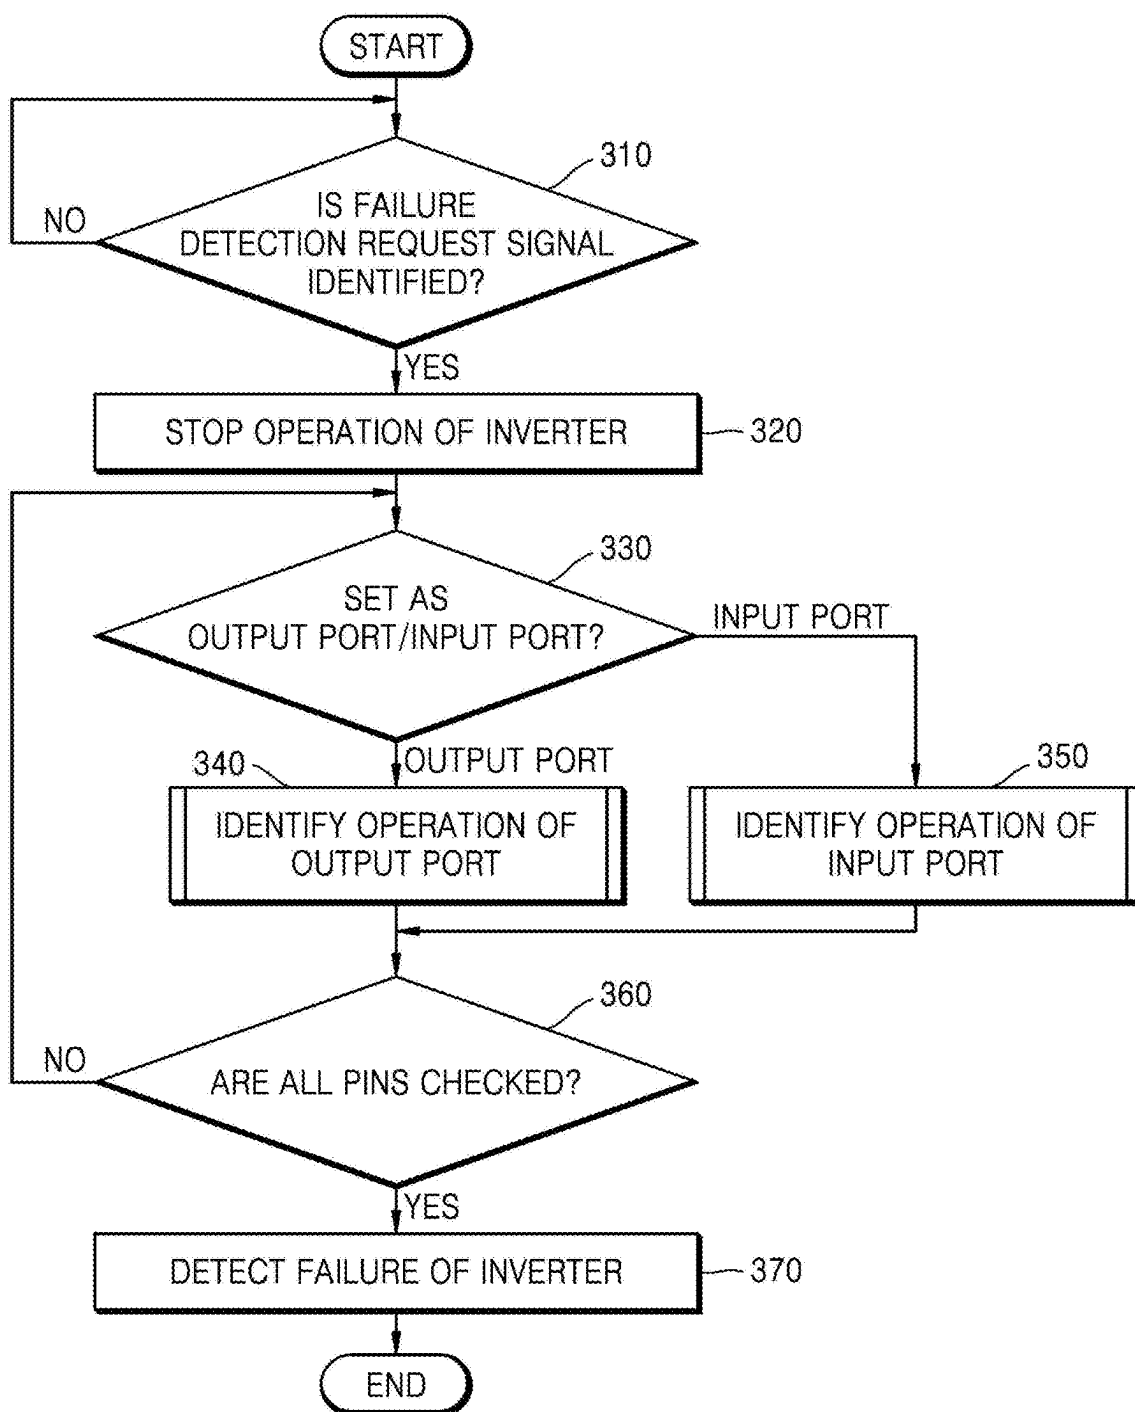 START
310
IS FAILURE
DETECTION REQUEST SIGNAL
IDENTIFIED?
NO
YES
STOP OPERATION OF INVERTER
320
330
SET AS
OUTPUT PORT/INPUT PORT?
INPUT PORT
OUTPUT PORT
340
350
IDENTIFY OPERATION OF
OUTPUT PORT
IDENTIFY OPERATION OF
INPUT PORT
360
NO
ARE ALL PINS CHECKED?
YES
DETECT FAILURE OF INVERTER
370
END